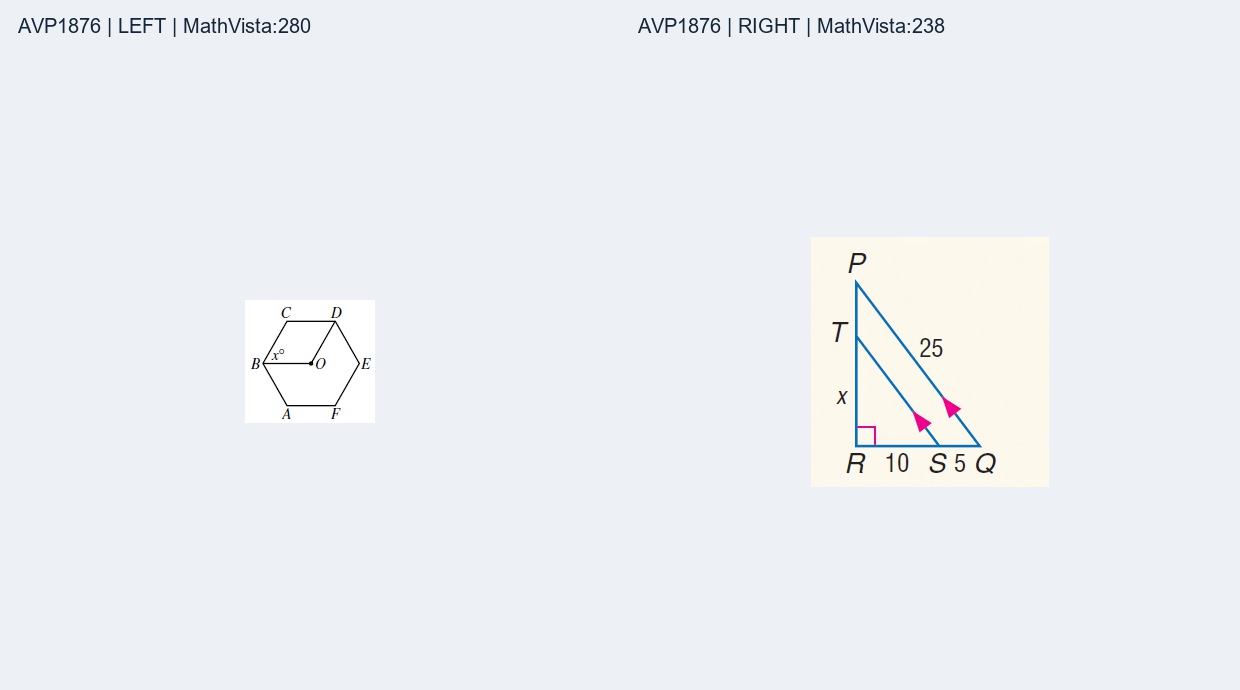 AVP1876 | LEFT | MathVista:280
AVP1876 | RIGHT | MathVista:238
C D
x°
B O E
A F
P
T
25
x
R 10 S 5 Q